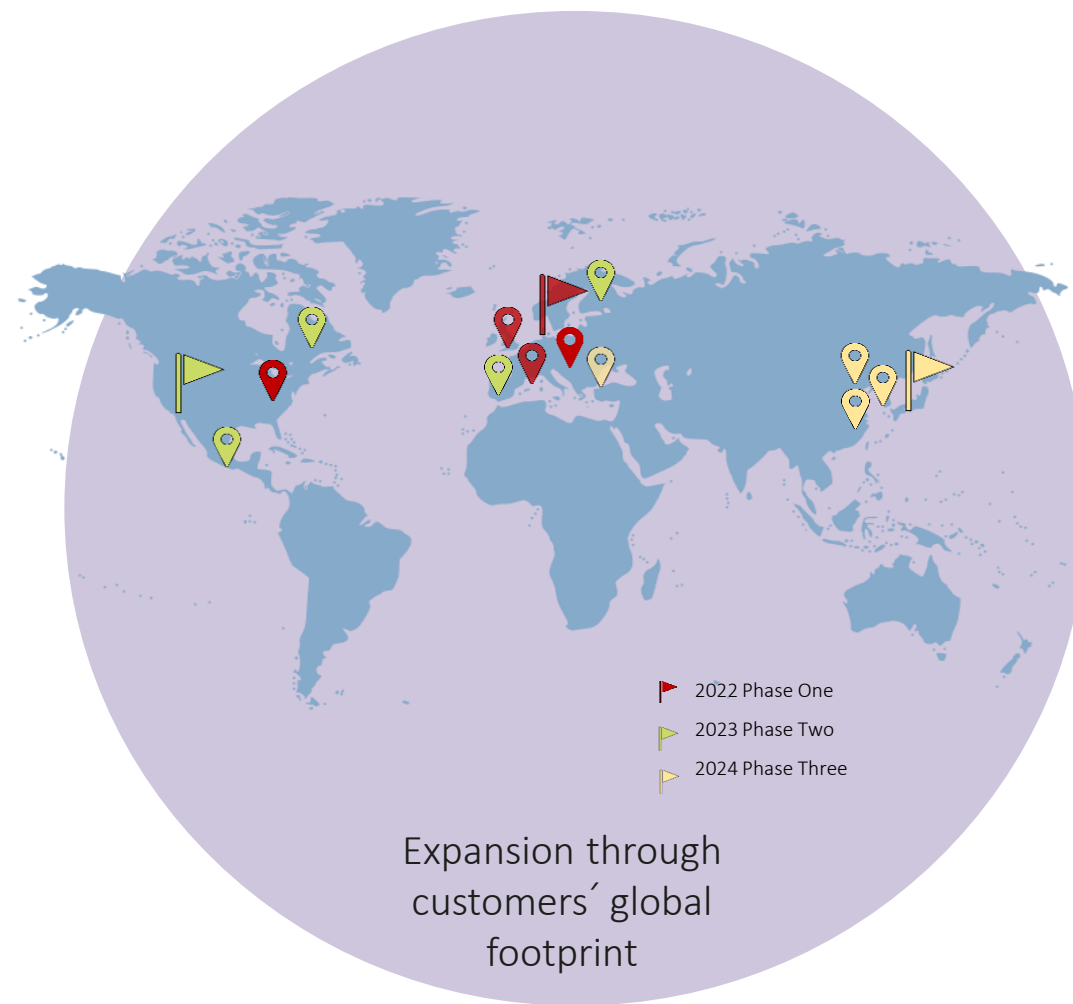 2022 Phase One
2023 Phase Two
2024 Phase Three
Expansion through
customers´ global
footprint